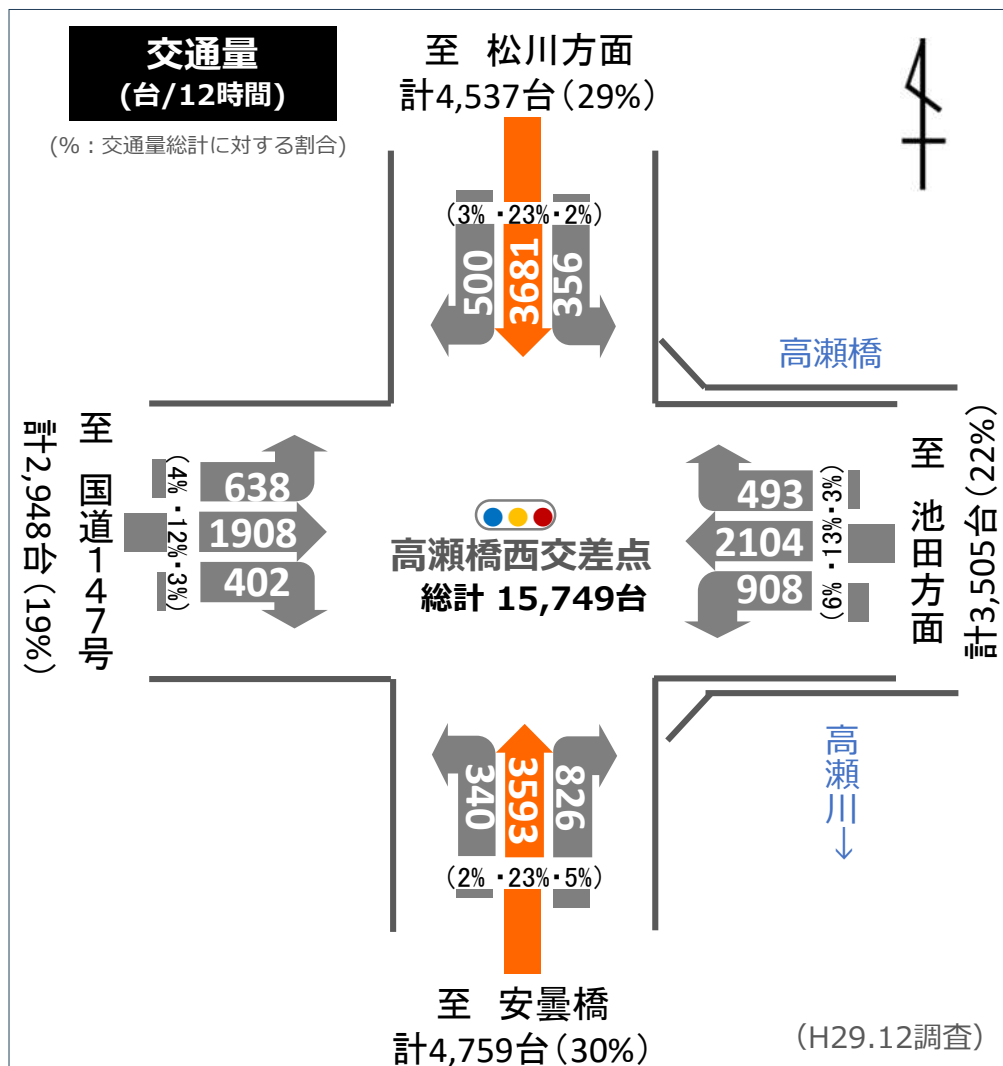 交通量
(台/12時間)
(%：交通量総計に対する割合)
至 松川方面
計4,537台(29%)
(3%・23%・2%)
500
3681
356
高瀬橋
至 国道147号
計2,948台(19%)
(4%・12%・3%)
638
1908
402
高瀬橋西交差点
総計 15,749台
493
2104
908
(6%・13%・3%)
至 池田方面
計3,505台(22%)
340
3593
826
(2%・23%・5%)
高瀬川→
至 安曇橋
計4,759台(30%)
(H29.12調査)